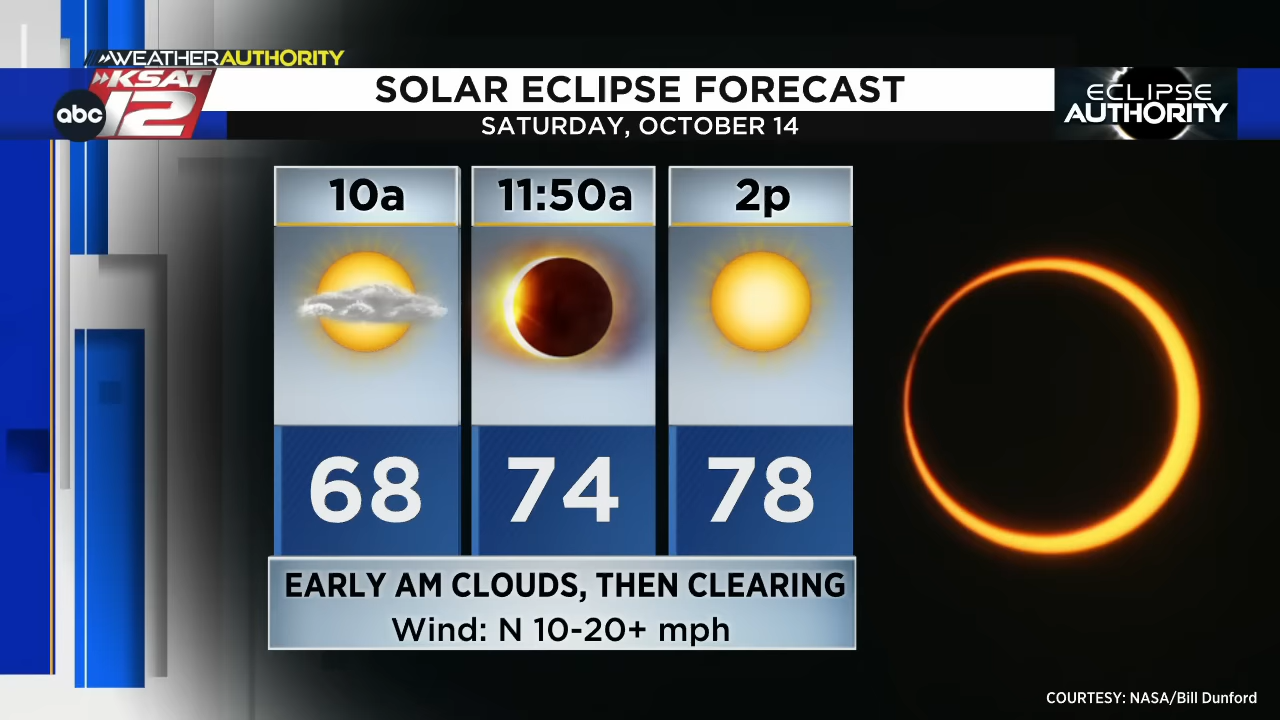 WEATHERAUTHORITY
KSAT
abc
12
SOLAR ECLIPSE FORECAST
SATURDAY, OCTOBER 14
ECLIPSE
AUTHORITY
10a
11:50a
2p
68
74
78
EARLY AM CLOUDS, THEN CLEARING
Wind: N 10-20+ mph
COURTESY: NASA/Bill Dunford